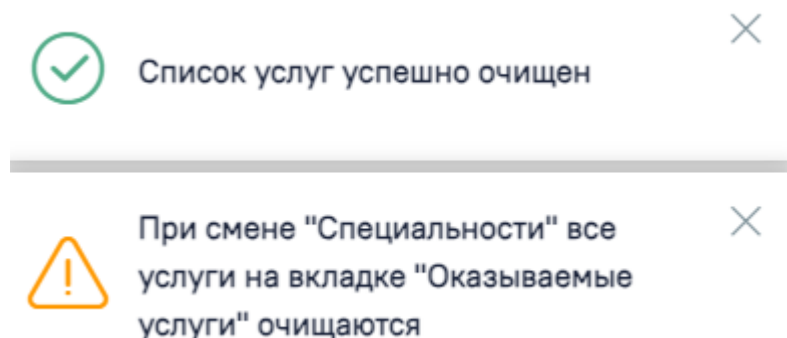 Список услуг успешно очищен
При смене "Специальности" все
услуги на вкладке "Оказываемые
услуги" очищаются